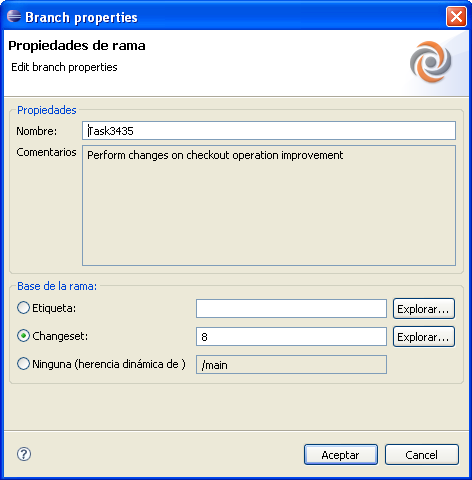 Branch properties
Propiedades de rama
Edit branch properties
Propiedades
Nombre: Task3435
Comentarios Perform changes on checkout operation improvement
Base de la rama:
Etiqueta: Explorar...
Changeset: 8 Explorar...
Ninguna (herencia dinámica de ) /main
? Aceptar Cancel